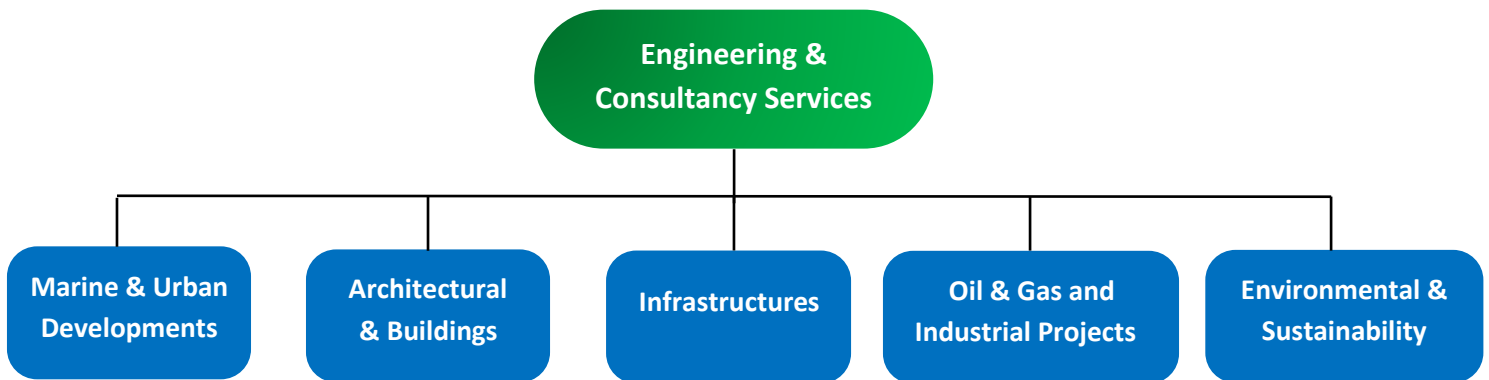 Engineering &
Consultancy Services
Marine & Urban
Developments
Architectural
& Buildings
Infrastructures
Oil & Gas and
Industrial Projects
Environmental &
Sustainability